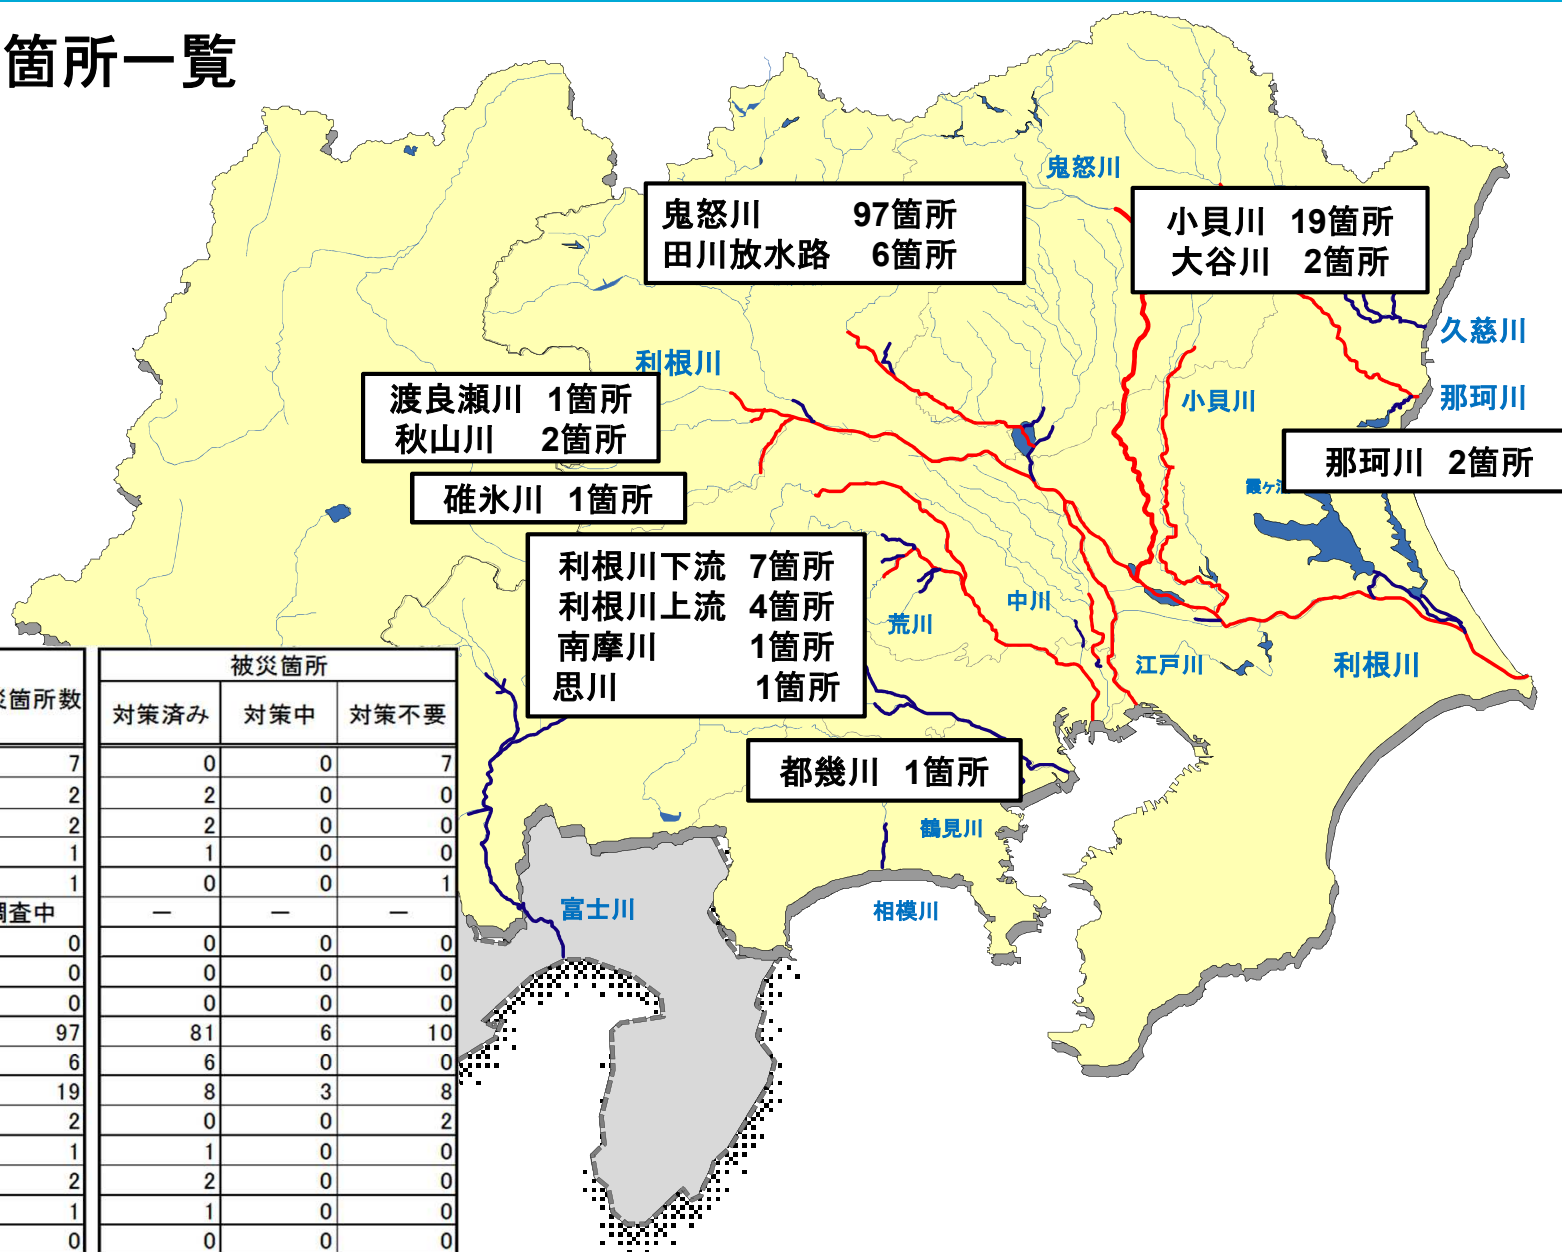 箇所一覧
鬼怒川
鬼怒川 97箇所
田川放水路 6箇所
小貝川 19箇所
大谷川 2箇所
久慈川
利根川
那珂川
渡良瀬川 1箇所
秋山川 2箇所
小貝川
那珂川 2箇所
碓氷川 1箇所
霞ヶ
利根川下流 7箇所
利根川上流 4箇所
南摩川 1箇所
思川 1箇所
中川
荒川
江戸川
利根川
都幾川 1箇所
鶴見川
富士川
相模川
箇所数 被災箇所
対策済み 対策中 対策不要
7 0 0 7
2 2 0 0
2 2 0 0
1 1 0 0
1 0 0 1
査中 － － －
0 0 0 0
0 0 0 0
0 0 0 0
97 81 6 10
6 6 0 0
19 8 3 8
2 0 0 2
1 1 0 0
2 2 0 0
1 1 0 0
0 0 0 0